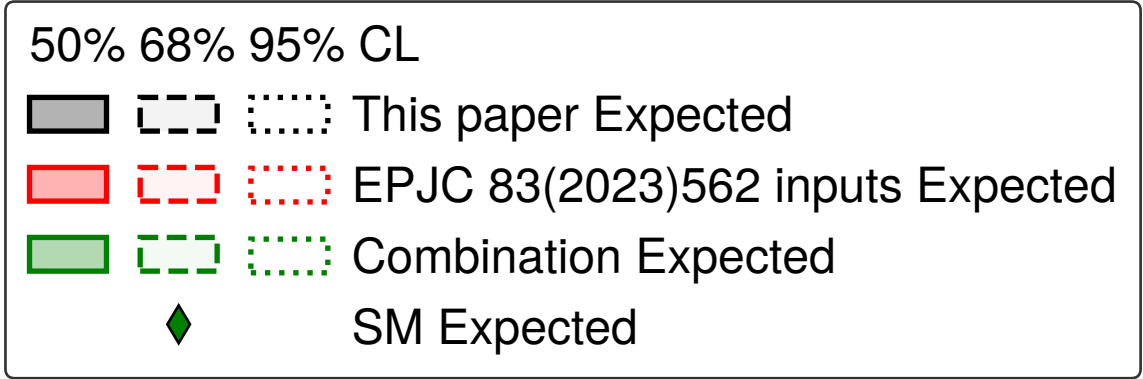 50% 68% 95% CL
This paper Expected
EPJC 83(2023)562 inputs Expected
Combination Expected
SM Expected